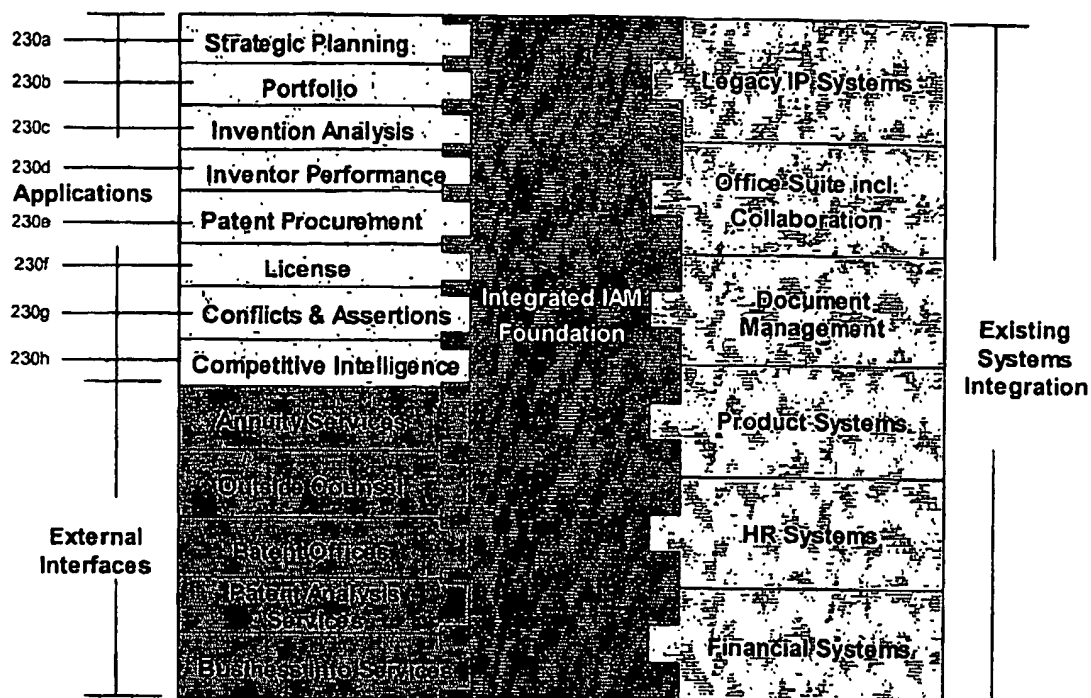 230a
Strategic Planning
230b
Portfolio
230c
Invention Analysis
230d
Inventor Performance
Applications
230e
Patent Procurement
230f
License
230g
Conflicts & Assertions
230h
Competitive Intelligence
Annuity Services
Outside Counsel
Patent Offices
Patent Analysis
Services
Business Info Services
External
Interfaces
Integrated IAM
Foundation
Legacy IP Systems
Office Suite incl.
Collaboration
Document
Management
Product Systems
HR Systems
Financial Systems
Existing
Systems
Integration